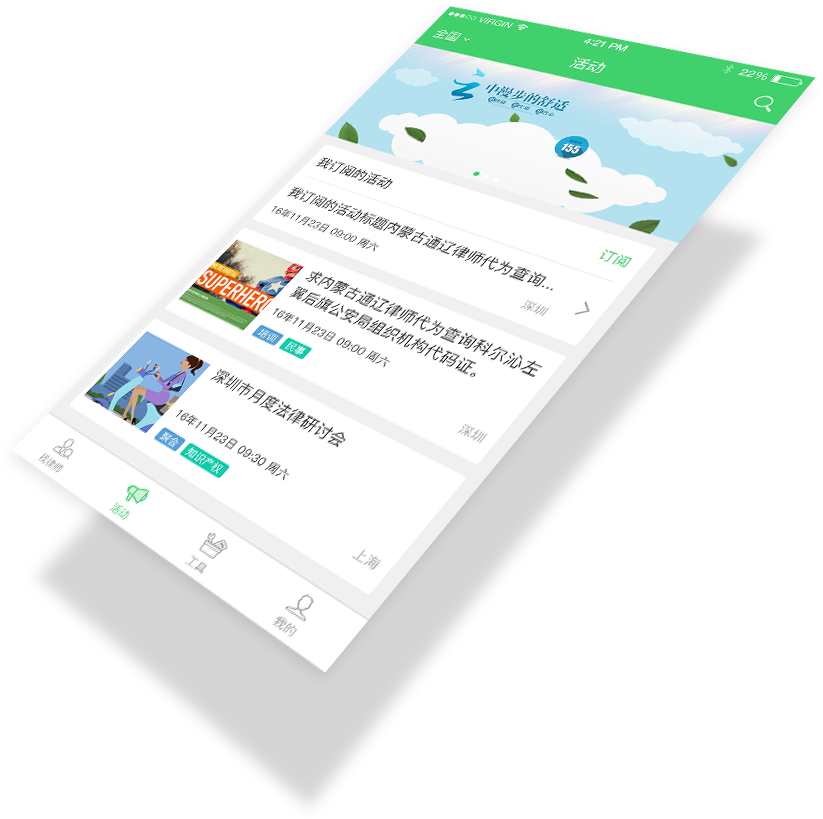 VIRGIN
4:21 PM
22%
全国
活动
中漫步的舒适
155
我订阅的活动
订阅
我订阅的活动标题内蒙古通辽律师代为查询...
16年11月23日 09:00 周六
深圳
SUPERHERO
求内蒙古通辽律师代为查询科尔沁左
翼后旗公安局组织机构代码证。
16年11月23日 09:00 周六
培训
民事
深圳
深圳市月度法律研讨会
16年11月23日 09:30 周六
聚会
知识产权
上海
找律师
活动
工具
我的